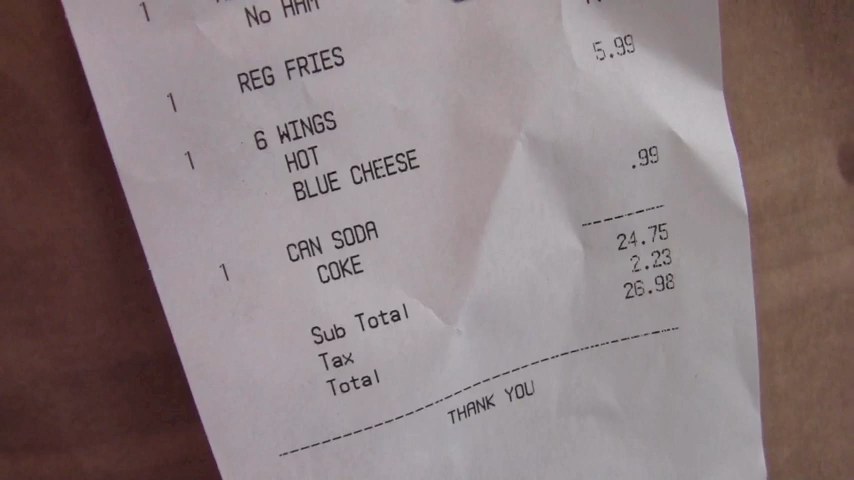 1
No HAM
1 REG FRIES
1 6 WINGS 5.99
HOT
BLUE CHEESE
1 CAN SODA .99
COKE
Sub Total 24.75
Tax 2.23
Total 26.98
THANK YOU